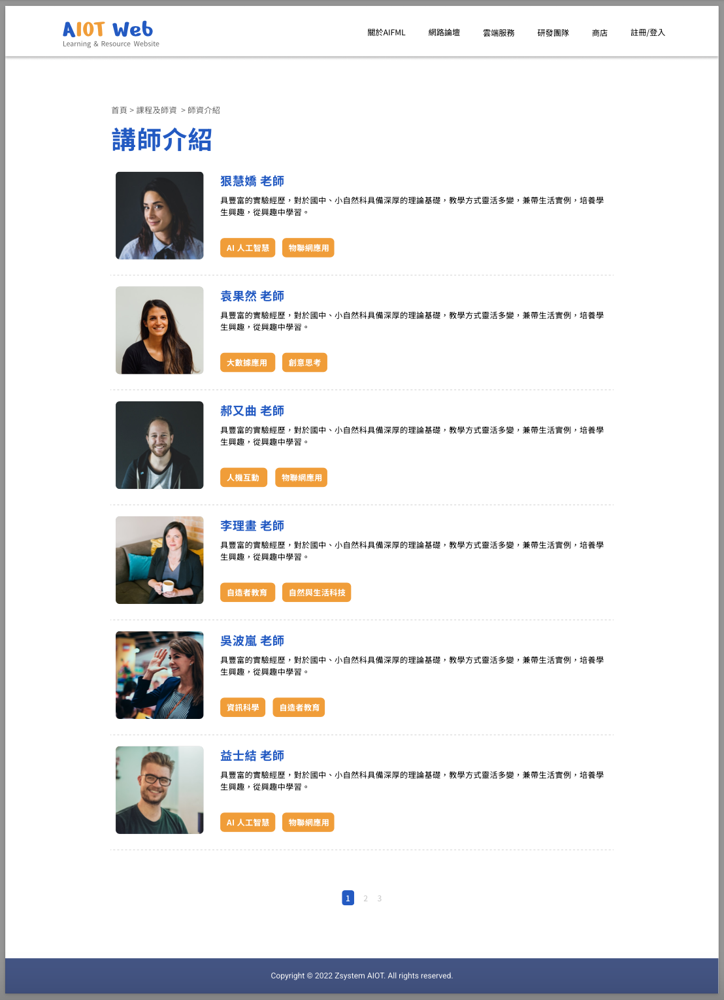 AIOT Web
Learning & Resource Website
關於AIFML
網路論壇
雲端服務
研發團隊
商店
註冊/登入
首頁 > 課程及師資 > 師資介紹
講師介紹
狠慧嬌 老師
具豐富的實驗經歷，對於國中、小自然科具備深厚的理論基礎，教學方式靈活多變，兼帶生活實例，培養學
生興趣，從興趣中學習。
AI 人工智慧
物聯網應用
袁果然 老師
具豐富的實驗經歷，對於國中、小自然科具備深厚的理論基礎，教學方式靈活多變，兼帶生活實例，培養學
生興趣，從興趣中學習。
大數據應用
創意思考
郝又曲 老師
具豐富的實驗經歷，對於國中、小自然科具備深厚的理論基礎，教學方式靈活多變，兼帶生活實例，培養學
生興趣，從興趣中學習。
人機互動
物聯網應用
李理畫 老師
具豐富的實驗經歷，對於國中、小自然科具備深厚的理論基礎，教學方式靈活多變，兼帶生活實例，培養學
生興趣，從興趣中學習。
自造者教育
自然與生活科技
吳波嵐 老師
具豐富的實驗經歷，對於國中、小自然科具備深厚的理論基礎，教學方式靈活多變，兼帶生活實例，培養學
生興趣，從興趣中學習。
資訊科學
自造者教育
益士結 老師
具豐富的實驗經歷，對於國中、小自然科具備深厚的理論基礎，教學方式靈活多變，兼帶生活實例，培養學
生興趣，從興趣中學習。
AI 人工智慧
物聯網應用
1 2 3
Copyright © 2022 Zsystem AIOT. All rights reserved.